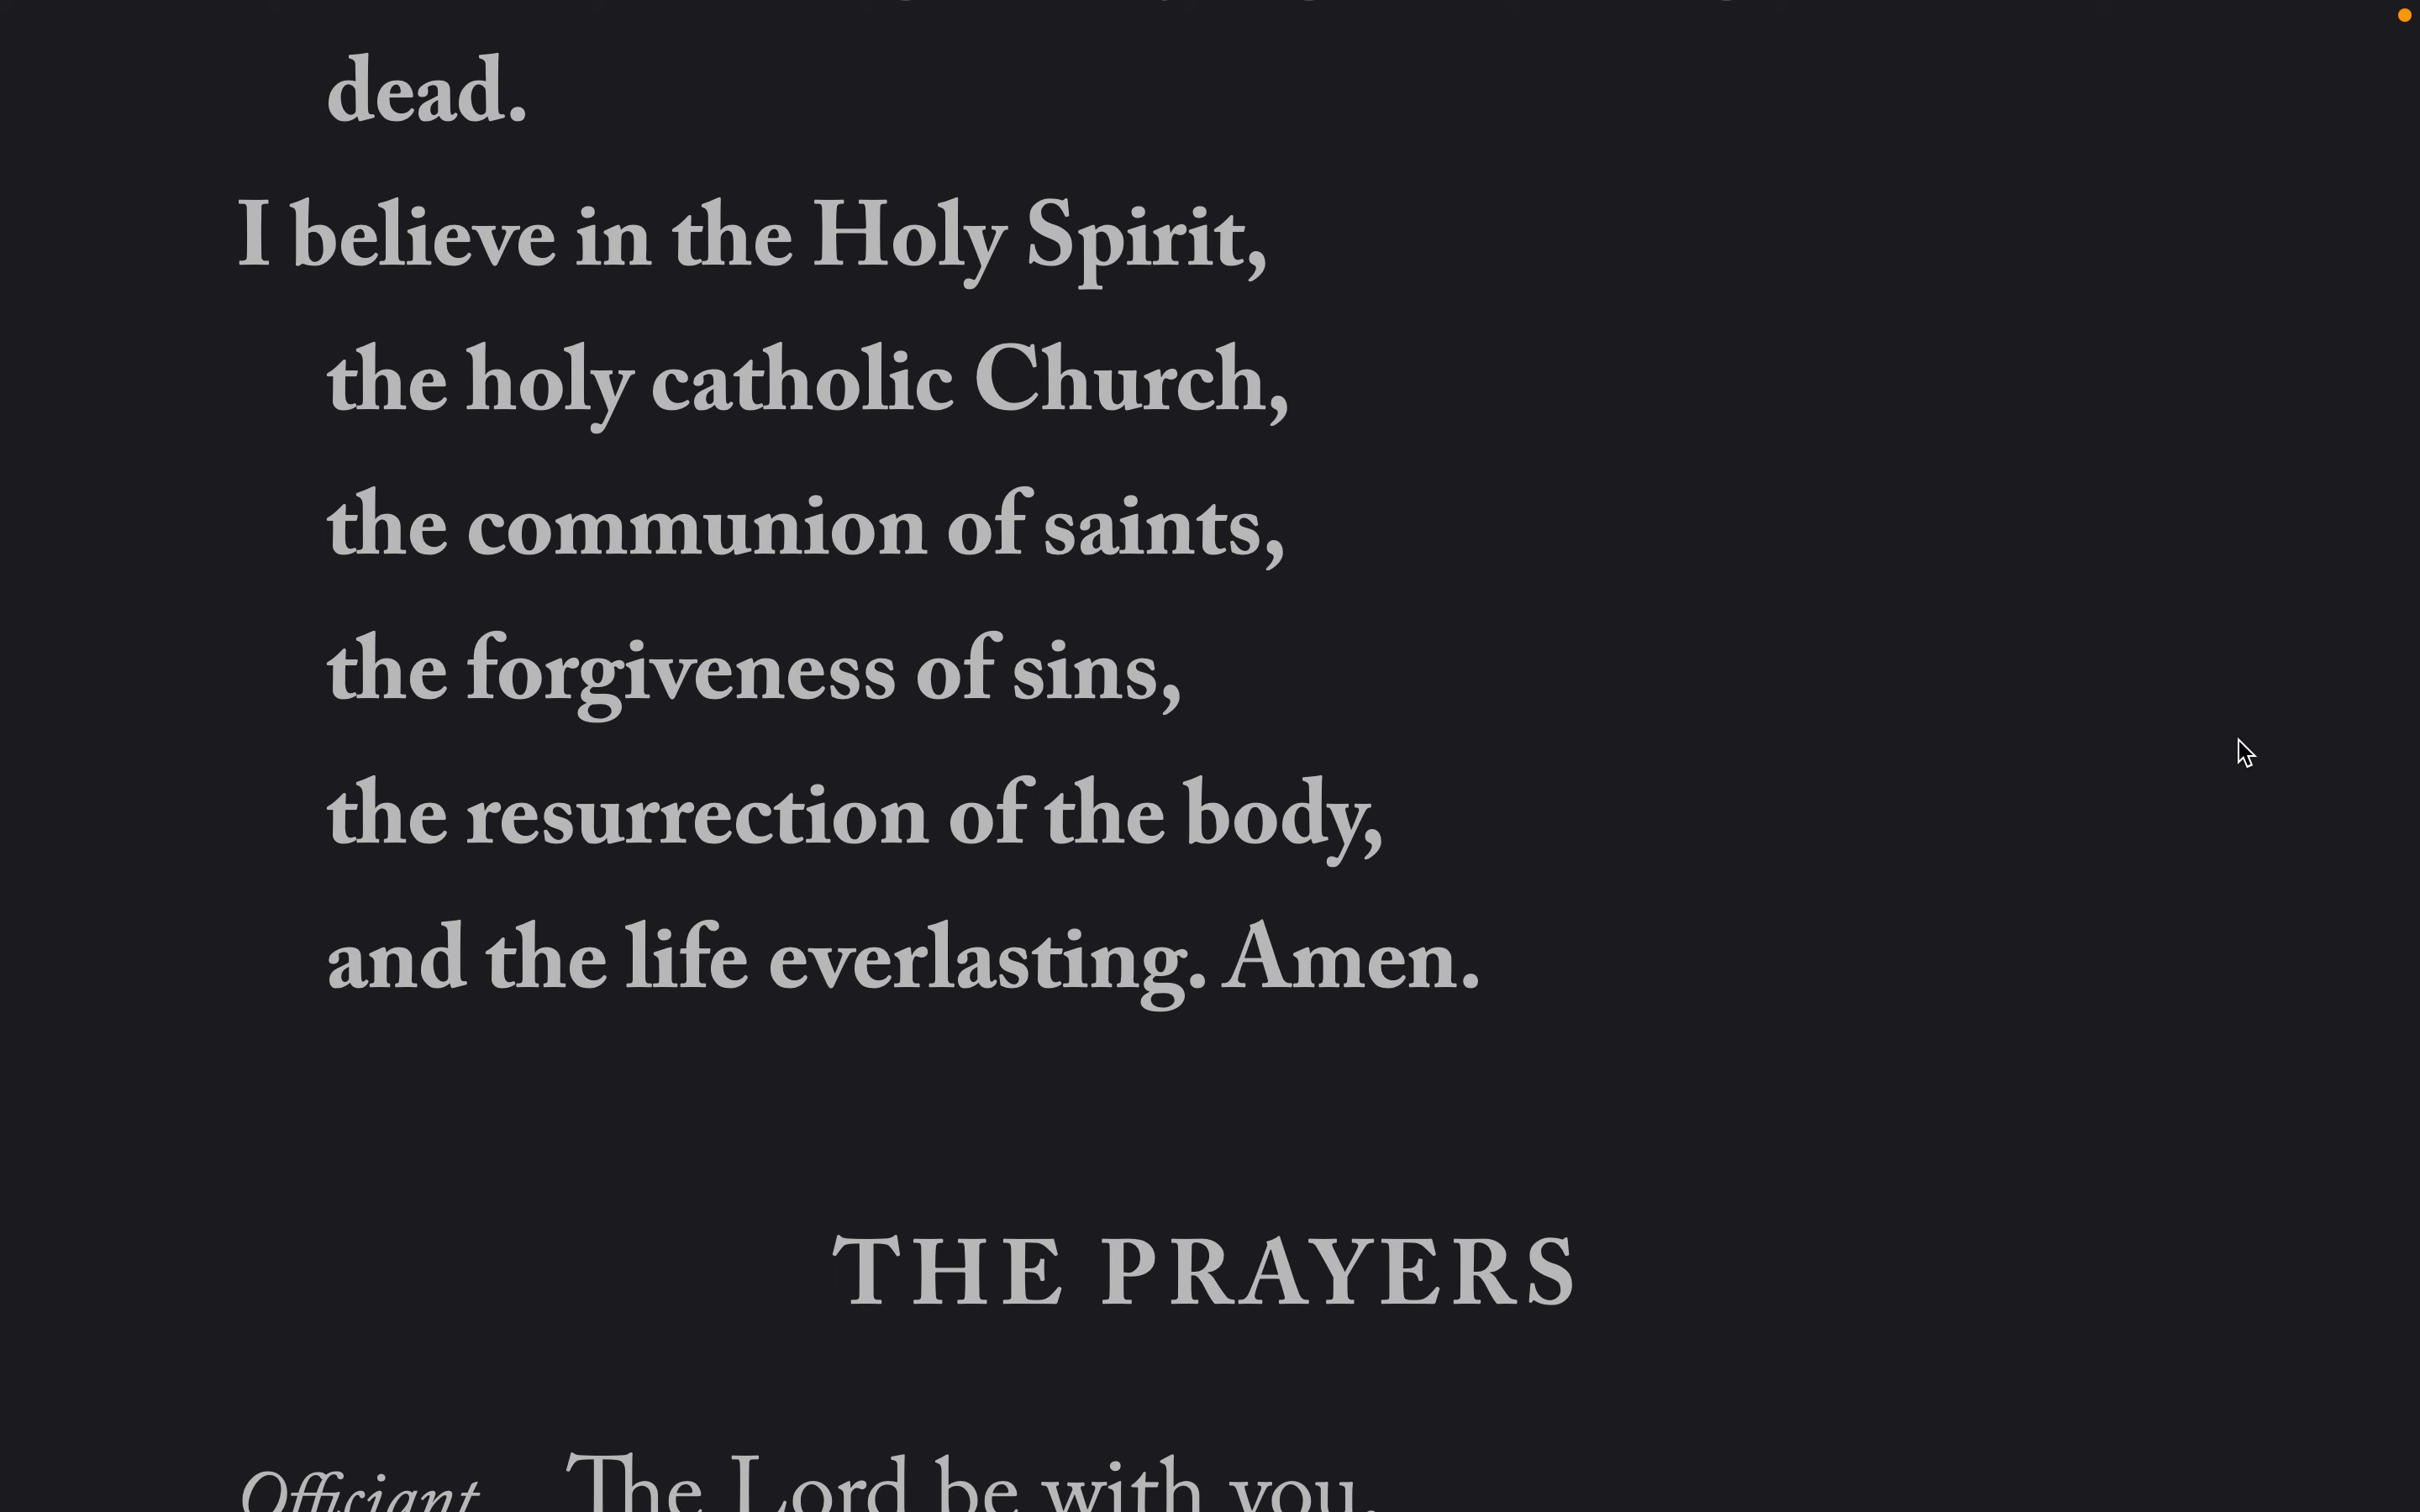 dead.
I believe in the Holy Spirit,
the holy catholic Church,
the communion of saints,
the forgiveness of sins,
the resurrection of the body,
and the life everlasting. Amen.
THE PRAYERS
Officiant The Lord be with you.